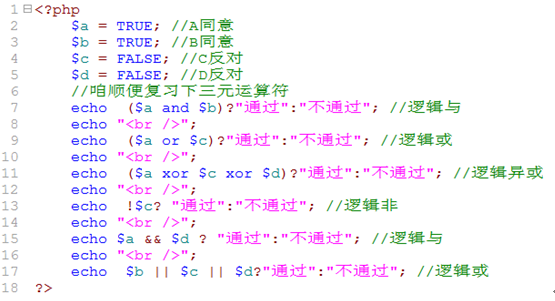 1 <?php
2 $a = TRUE; //A同意
3 $b = TRUE; //B同意
4 $c = FALSE; //C反对
5 $d = FALSE; //D反对
6 //咱顺便复习下三元运算符
7 echo ($a and $b)?"通过":"不通过"; //逻辑与
8 echo "<br />";
9 echo ($a or $c)?"通过":"不通过"; //逻辑或
10 echo "<br />";
11 echo ($a xor $c xor $d)?"通过":"不通过"; //逻辑异或
12 echo "<br />";
13 echo !$c? "通过":"不通过"; //逻辑非
14 echo "<br />";
15 echo $a && $d ? "通过":"不通过"; //逻辑与
16 echo "<br />";
17 echo $b || $c || $d?"通过":"不通过"; //逻辑或
18 ?>